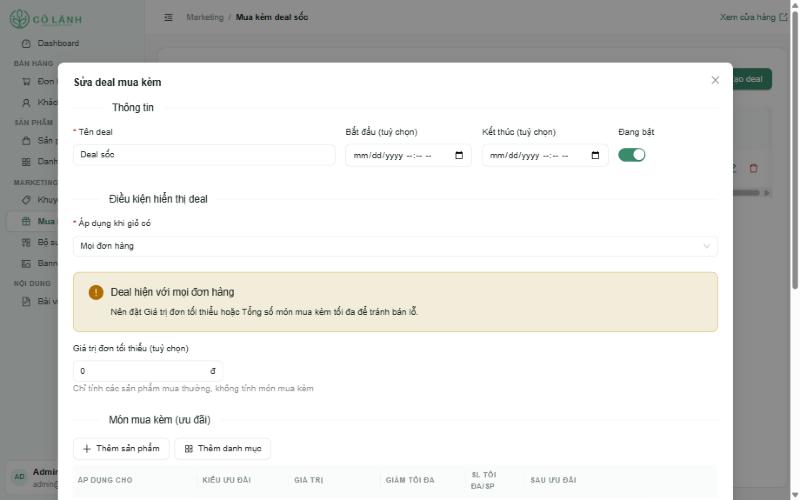 CỎ LÀNH
Marketing / Mua kèm deal sốc
Xem cửa hàng
Dashboard
BÁN HÀNG
SẢN PHẨM
MARKETING
Mua
NỘI DUNG
Admin
AD
admin@
Sửa deal mua kèm
Thông tin
* Tên deal
Bắt đầu (tuỳ chọn)
Kết thúc (tuỳ chọn)
Đang bật
Deal sốc
mm/dd/yyyy --:-- --
mm/dd/yyyy --:-- --
Điều kiện hiển thị deal
* Áp dụng khi giỏ có
Mọi đơn hàng
Deal hiện với mọi đơn hàng
Nên đặt Giá trị đơn tối thiểu hoặc Tổng số món mua kèm tối đa để tránh bán lỗ.
Giá trị đơn tối thiểu (tuỳ chọn)
0 đ
Chỉ tính các sản phẩm mua thường, không tính món mua kèm
Món mua kèm (ưu đãi)
Thêm sản phẩm
Thêm danh mục
ÁP DỤNG CHO
KIỂU ƯU ĐÃI
GIÁ TRỊ
GIẢM TỐI ĐA
SL TỐI
ĐA/SP
SAU ƯU ĐÃI